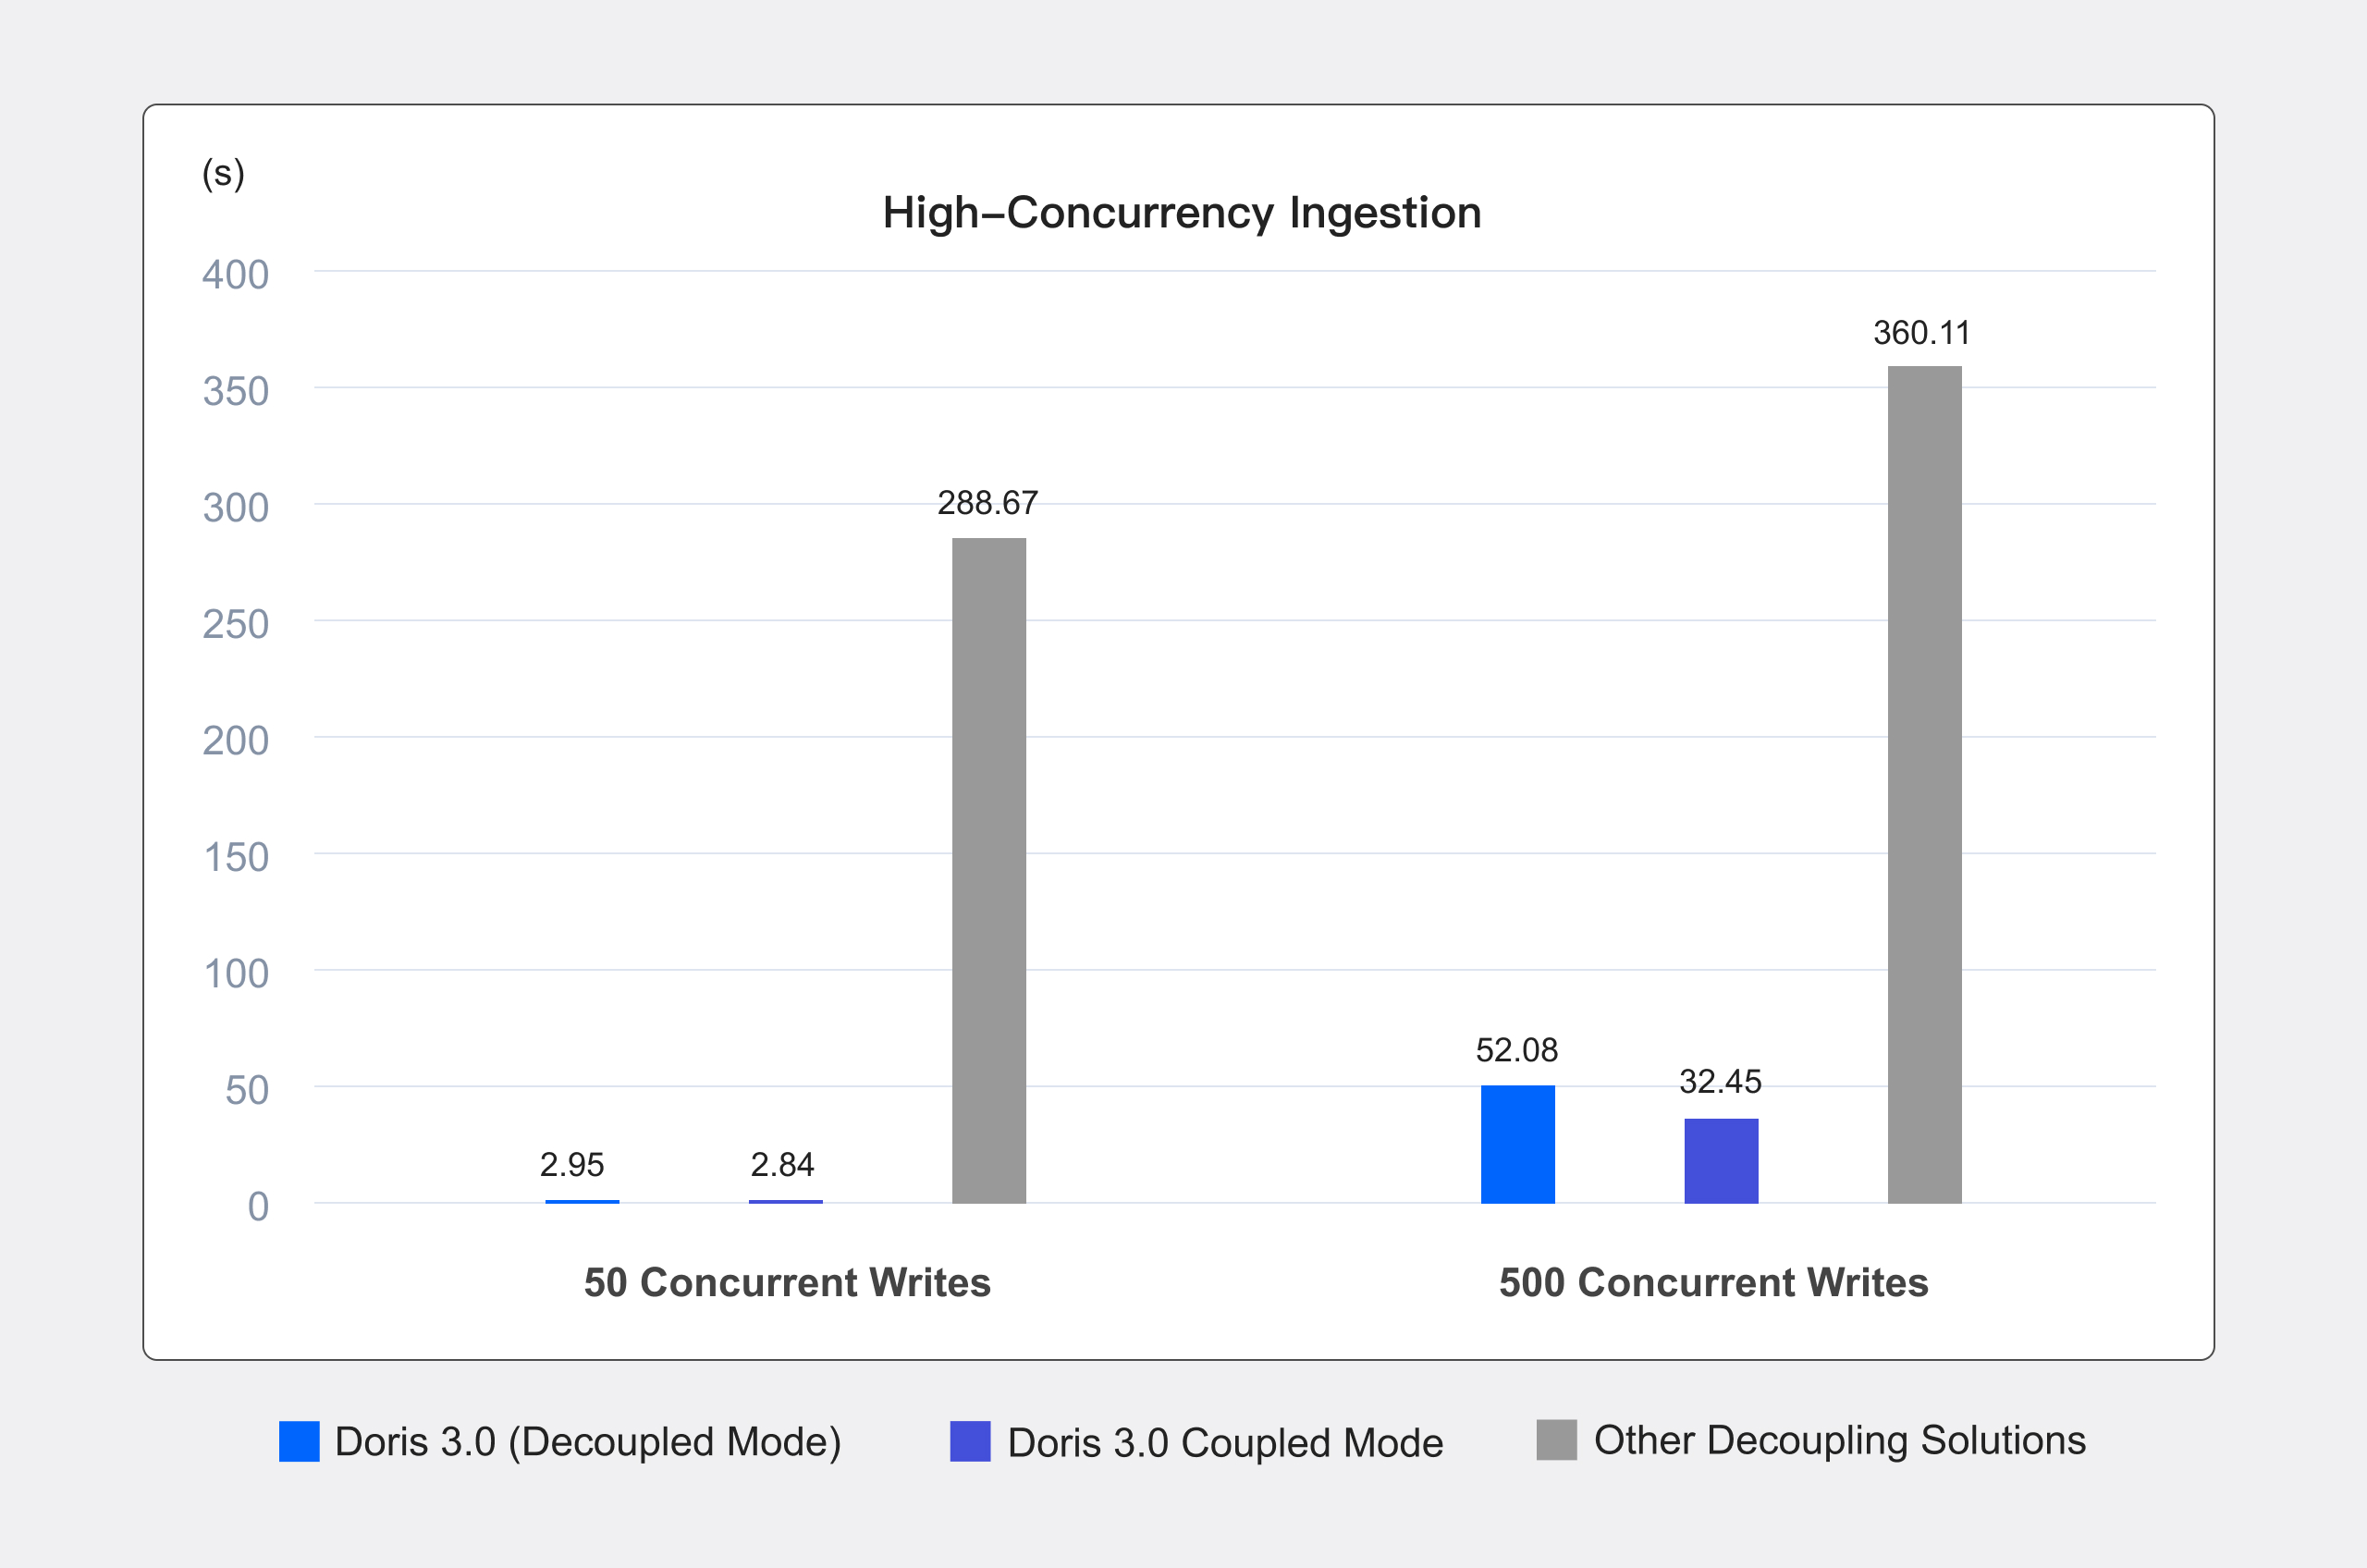 (s)
High–Concurrency Ingestion
400
350
300
250
200
150
100
50
0
2.95
2.84
288.67
52.08
32.45
360.11
50 Concurrent Writes
500 Concurrent Writes
Doris 3.0 (Decoupled Mode)
Doris 3.0 Coupled Mode
Other Decoupling Solutions